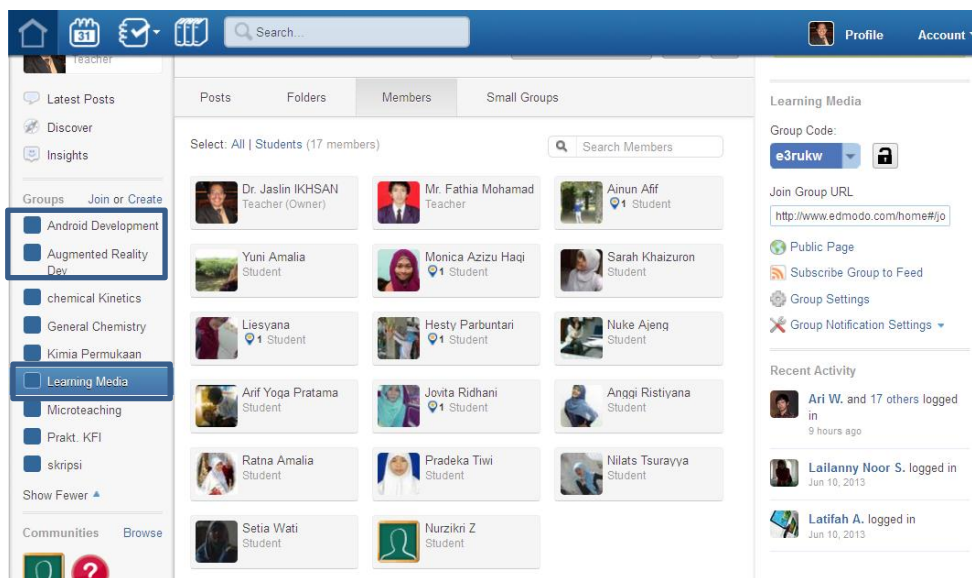 31
Search...
Profile
Account
Teacher
Latest Posts
Discover
Insights
Groups Join or Create
Android Development
Augmented Reality
Dev
chemical Kinetics
General Chemistry
Kimia Permukaan
Learning Media
Microteaching
Prakt. KFI
skripsi
Show Fewer
Communities Browse
?
Posts Folders Members Small Groups
Select: All | Students (17 members)
Search Members
Dr. Jaslin IKHSAN
Teacher (Owner)
Mr. Fathia Mohamad
Teacher
Ainun Afif
1 Student
Yuni Amalia
Student
Monica Azizu Haqi
1 Student
Sarah Khaizuron
Student
Liesyana
1 Student
Hesty Parbuntari
1 Student
Nuke Ajeng
Student
Arif Yoga Pratama
Student
Jovita Ridhani
1 Student
Anggi Ristiyana
Student
Ratna Amalia
Student
Pradeka Tiwi
Student
Nilats Tsurayya
Student
Setia Wati
Student
Nurzikri Z
Student
Learning Media
Group Code:
e3rukw
Join Group URL
http://www.edmodo.com/home#/jo
Public Page
Subscribe Group to Feed
Group Settings
Group Notification Settings
Recent Activity
Ari W. and 17 others logged
in
9 hours ago
Lailanny Noor S. logged in
Jun 10, 2013
Latifah A. logged in
Jun 10, 2013